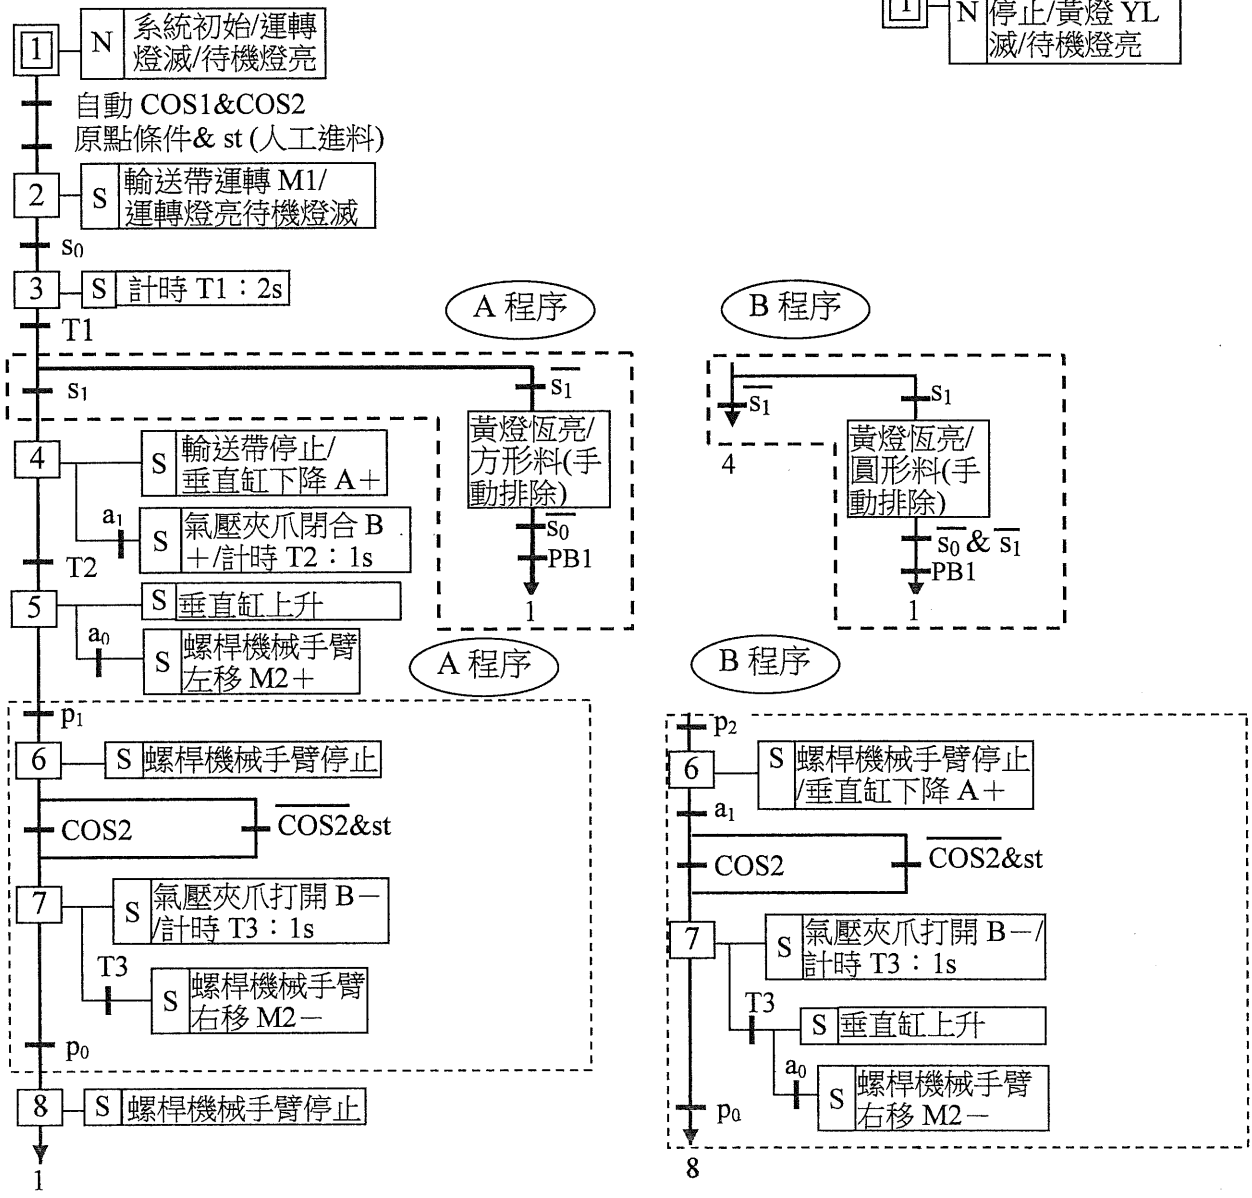 1
N
系統初始/運轉
燈滅/待機燈亮
1
N
停止/黃燈 YL
滅/待機燈亮
自動 COS1&COS2
原點條件& st (人工進料)
2
S
輸送帶運轉 M1/
運轉燈亮待機燈滅
s0
3
S
計時 T1：2s
T1
A 程序
B 程序
s1
s1
黃燈恆亮/
方形料(手
動排除)
s0
PB1
1
s1
4
s1
黃燈恆亮/
圓形料(手
動排除)
s0 & s1
PB1
1
4
S
輸送帶停止/
垂直缸下降 A＋
a1
S
氣壓夾爪閉合 B
＋/計時 T2：1s
T2
5
S
垂直缸上升
a0
S
螺桿機械手臂
左移 M2＋
A 程序
B 程序
p1
6
S
螺桿機械手臂停止
COS2
COS2&st
7
S
氣壓夾爪打開 B－
/計時 T3：1s
T3
S
螺桿機械手臂
右移 M2－
p0
8
S
螺桿機械手臂停止
1
p2
6
S
螺桿機械手臂停止
/垂直缸下降 A＋
a1
COS2
COS2&st
7
S
氣壓夾爪打開 B－/
計時 T3：1s
T3
S
垂直缸上升
a0
S
螺桿機械手臂
右移 M2－
p0
8